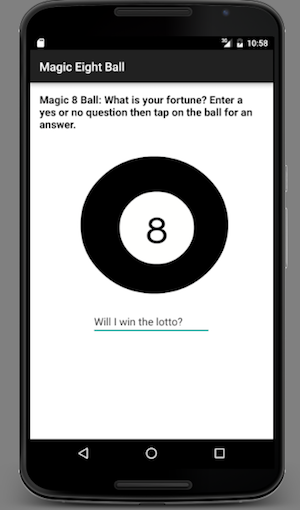 3G 10:58
Magic Eight Ball
Magic 8 Ball: What is your fortune? Enter a
yes or no question then tap on the ball for an
answer.
8
Will I win the lotto?